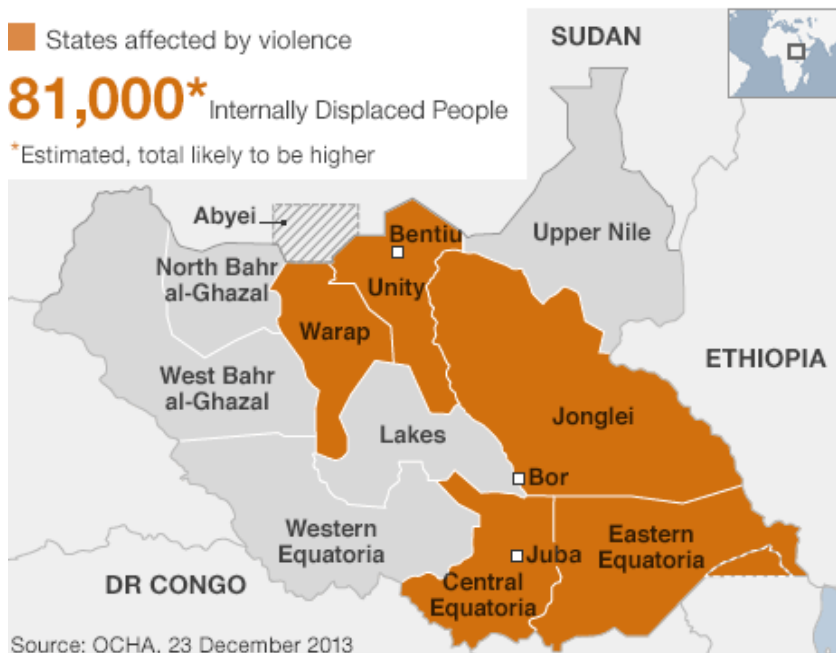 States affected by violence
81,000* Internally Displaced People
*Estimated, total likely to be higher
SUDAN
Abyei
Bentiu
Upper Nile
North Bahr
al-Ghazal
Unity
Warap
ETHIOPIA
West Bahr
al-Ghazal
Jonglei
Lakes
Bor
Western
Equatoria
Eastern
Equatoria
Juba
DR CONGO
Central
Equatoria
Source: OCHA, 23 December 2013